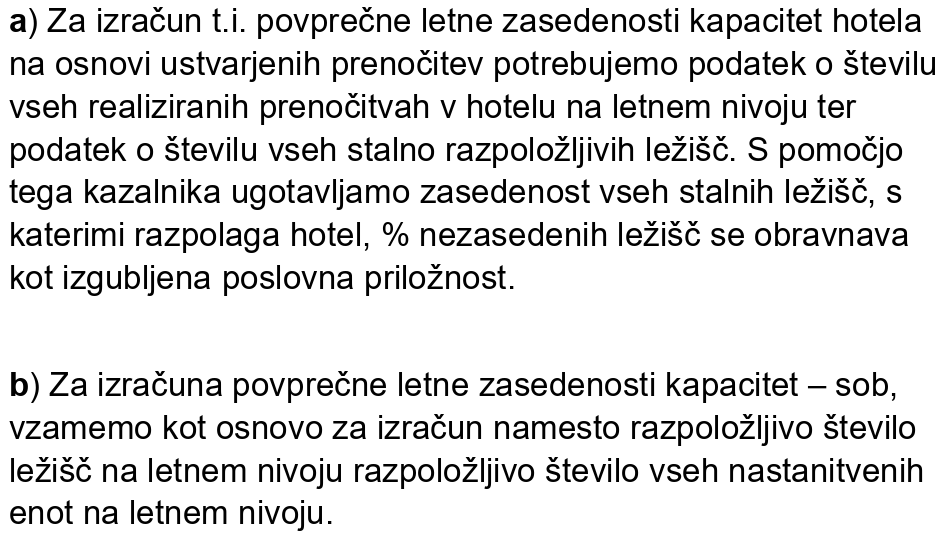 a) Za izračun t.i. povprečne letne zasedenosti kapacitet hotela
na osnovi ustvarjenih prenočitev potrebujemo podatek o številu
vseh realiziranih prenočitvah v hotelu na letnem nivoju ter
podatek o številu vseh stalno razpoložljivih ležišč. S pomočjo
tega kazalnika ugotavljamo zasedenost vseh stalnih ležišč, s
katerimi razpolaga hotel, % nezasedenih ležišč se obravnava
kot izgubljena poslovna priložnost.
b) Za izračuna povprečne letne zasedenosti kapacitet – sob,
vzamemo kot osnovo za izračun namesto razpoložljivo število
ležišč na letnem nivoju razpoložljivo število vseh nastanitvenih
enot na letnem nivoju.